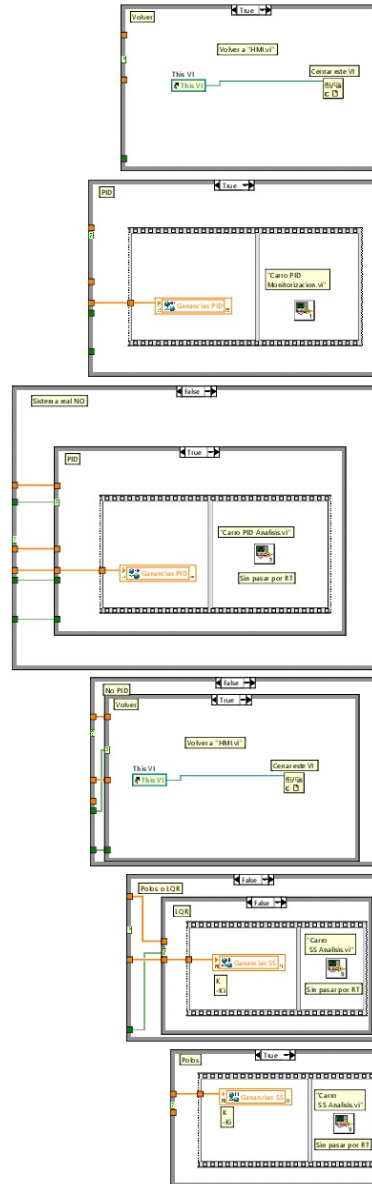 True
Volver
Volver a "HMI.vi"
This VI
Cerrar este VI
This VI
True
PID
"Carro PID
Monitorizacion.vi"
Ganancias PID
1
False
Sistema real NO
True
PID
"Carro PID Analisis.vi"
Ganancias PID
Sin pasar por RT
False
No PID
True
Volver
Volver a "HMI.vi"
This VI
Cerrar este VI
This VI
False
Polos o LQR
False
LQR
"Carro
SS Analisis.vi"
Ganancias SS
K
-Ki
Sin pasar por RT
True
Polos
Ganancias SS
"Carro
SS Analisis.vi"
K
-Ki
Sin pasar por RT